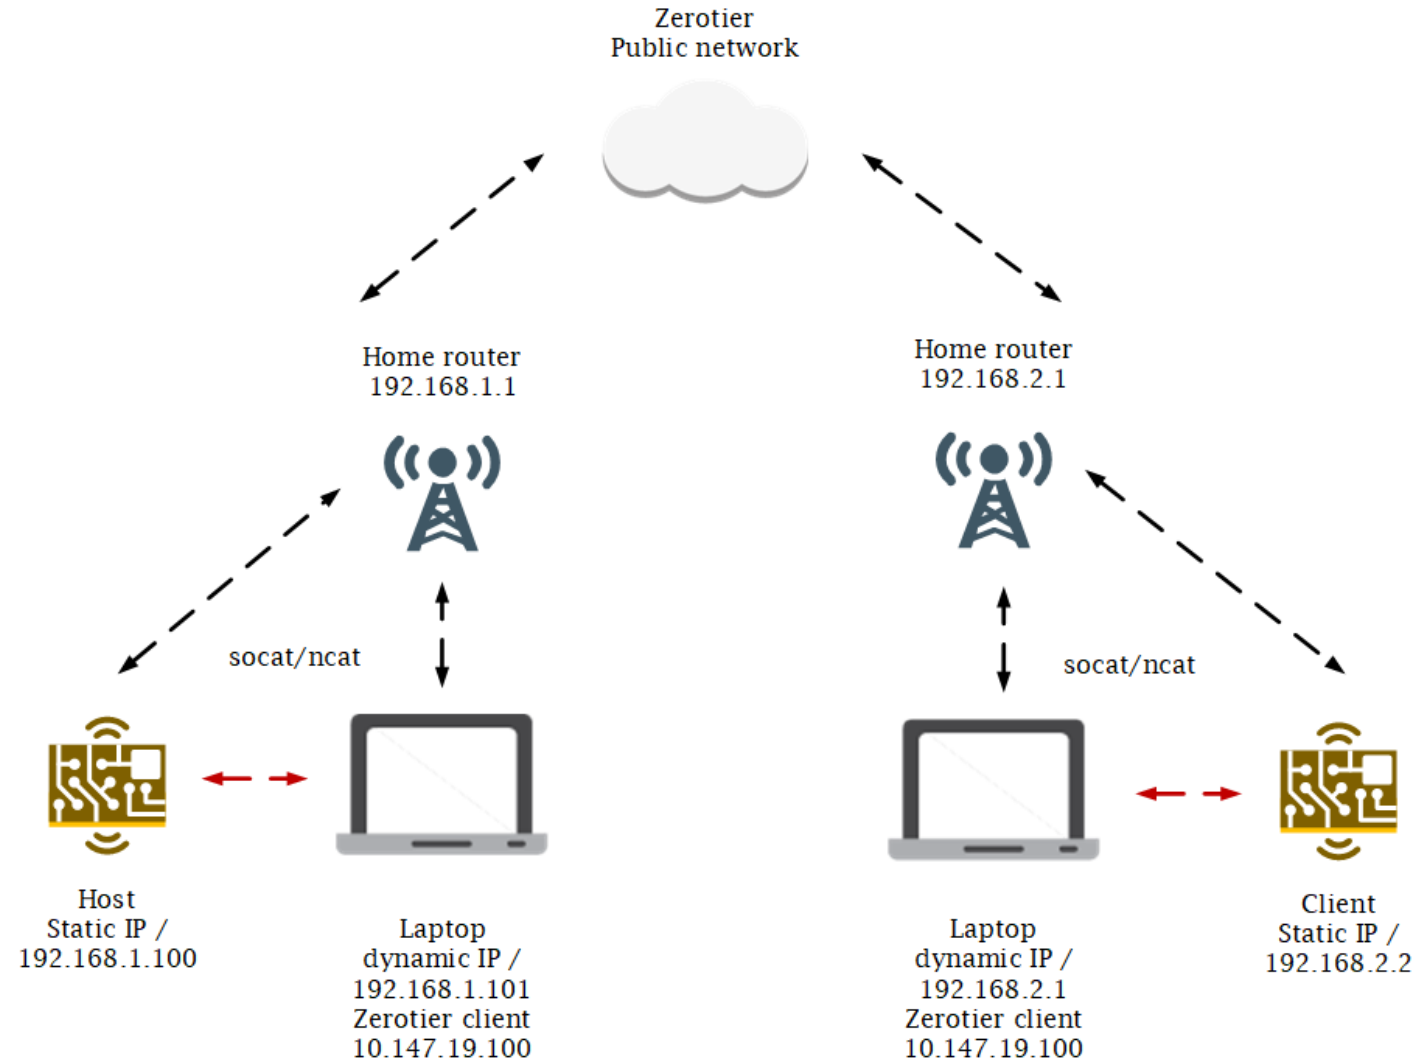 Zerotier
Public network
Home router
192.168.1.1
Home router
192.168.2.1
socat/ncat
socat/ncat
Host
Static IP /
192.168.1.100
Laptop
dynamic IP /
192.168.1.101
Zerotier client
10.147.19.100
Laptop
dynamic IP /
192.168.2.1
Zerotier client
10.147.19.100
Client
Static IP /
192.168.2.2